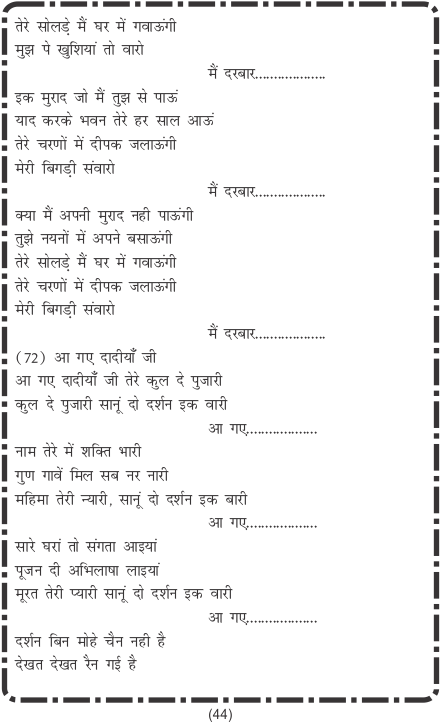 तेरे सोलड़े मैं घर में गवाऊंगी
मुझ पे खुशियां तो वारो
मैं दरबार...................
इक मुराद जो मैं तुझ से पाऊं
याद करके भवन तेरे हर साल आऊं
तेरे चरणों में दीपक जलाऊंगी
मेरी बिगड़ी संवारो
मैं दरबार...................
क्या मैं अपनी मुराद नही पाऊंगी
तुझे नयनों में अपने बसाऊंगी
तेरे सोलड़े मैं घर में गवाऊंगी
तेरे चरणों में दीपक जलाऊंगी
मेरी बिगड़ी संवारो
मैं दरबार...................
(72) आ गए दादीयाँ जी
आ गए दादीयाँ जी तेरे कुल दे पुजारी
कुल दे पुजारी सानूं दो दर्शन इक वारी
आ गए...................
नाम तेरे में शक्ति भारी
गुण गावें मिल सब नर नारी
महिमा तेरी न्यारी, सानूं दो दर्शन इक बारी
आ गए...................
सारे घरां तो संगता आइयां
पूजन दी अभिलाषा लाइयां
मूरत तेरी प्यारी सानूं दो दर्शन इक वारी
आ गए...................
दर्शन बिन मोहे चैन नही है
देखत देखत रैन गई है
(44)